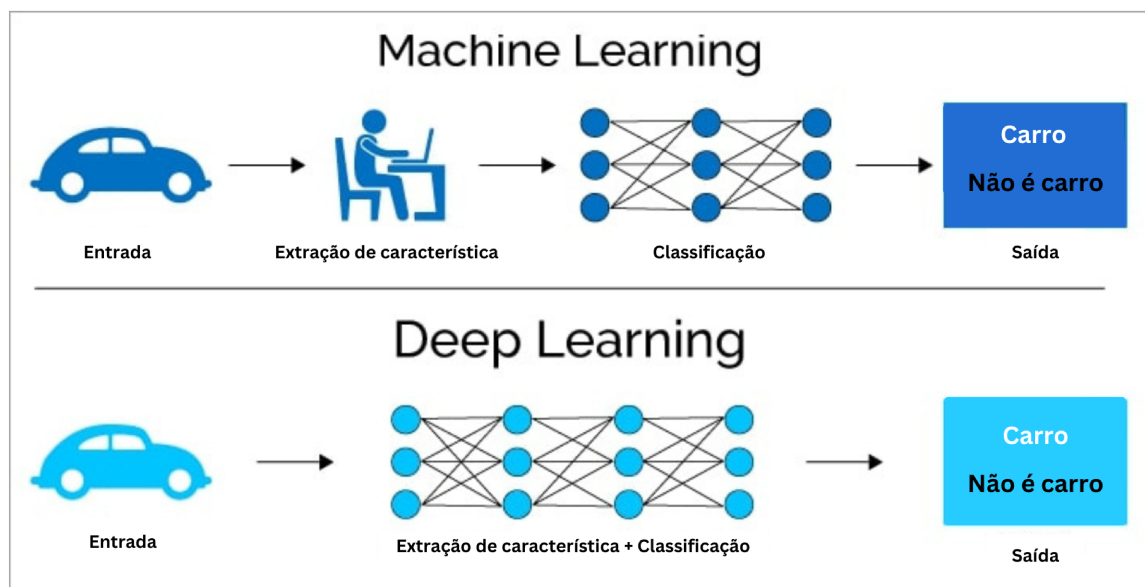 Machine Learning
Carro
Não é carro
Entrada
Extração de característica
Classificação
Saída
Deep Learning
Carro
Não é carro
Entrada
Extração de característica + Classificação
Saída